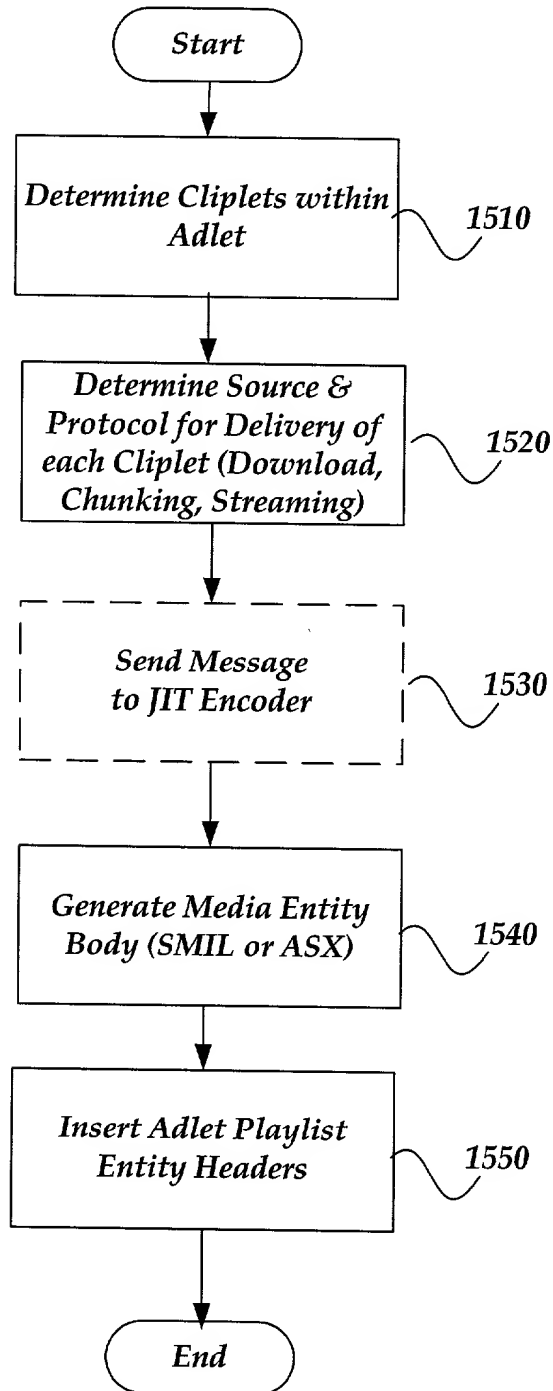 Start
Determine Cliplets within
Adlet
1510
Determine Source &
Protocol for Delivery of
each Cliplet (Download,
Chunking, Streaming)
1520
Send Message
to JIT Encoder
1530
Generate Media Entity
Body (SMIL or ASX)
1540
Insert Adlet Playlist
Entity Headers
1550
End